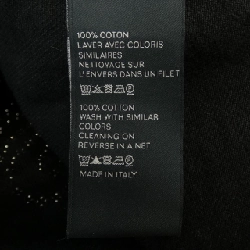 100% COTON
LAVER AVEC COLORIS
SIMILAIRES
NETTOYAGE SUR
L'ENVERS DANS UN FILET
100% COTTON
WASH WITH SIMILAR
COLORS
CLEANING ON
REVERSE IN A NET
MADE IN ITALY